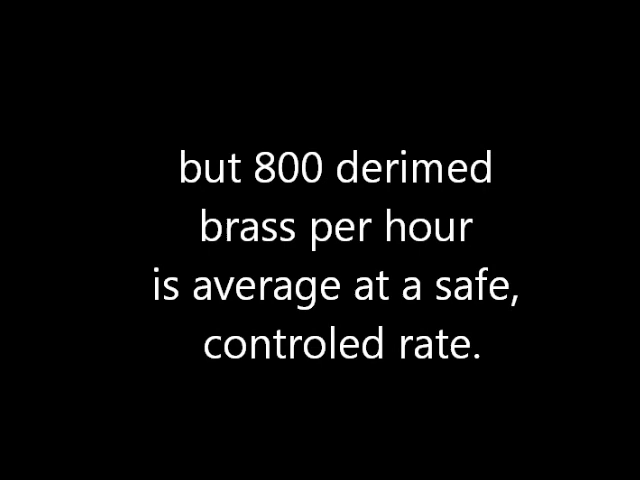 but 800 derimed
brass per hour
is average at a safe,
controled rate.